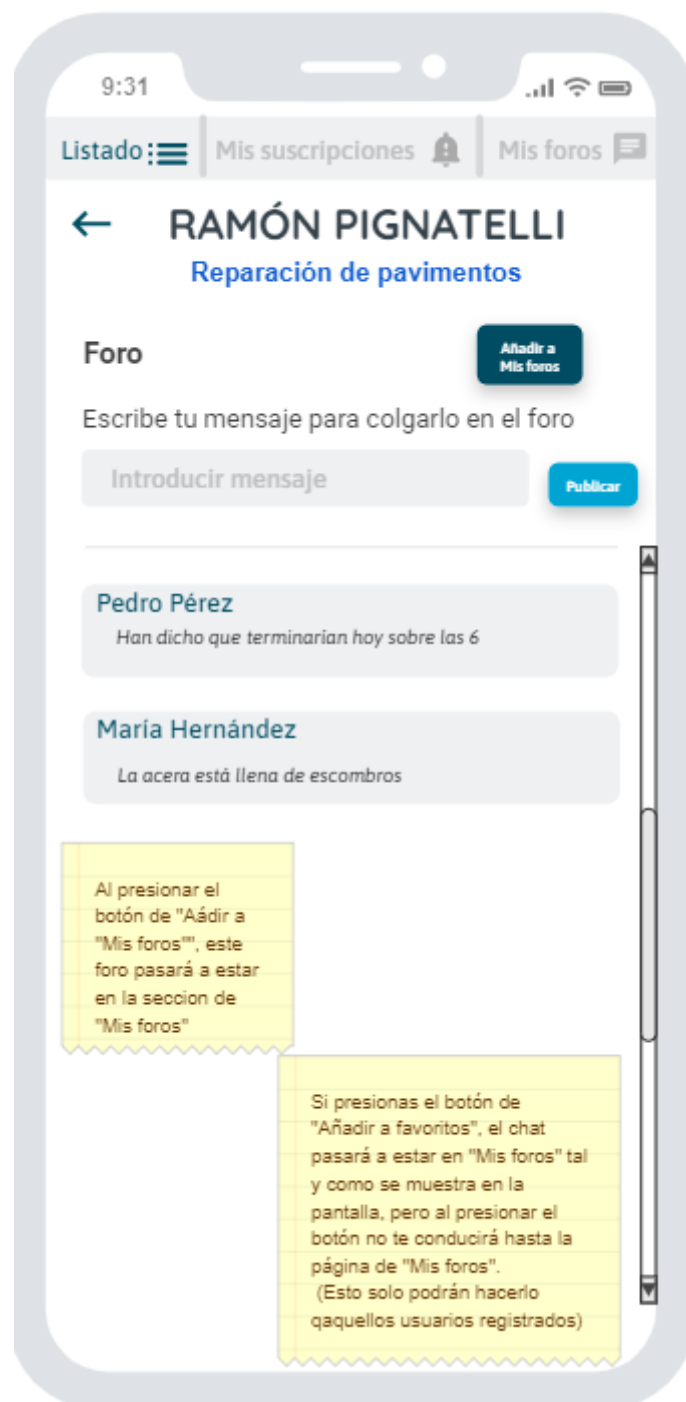 9:31
Listado
Mis suscripciones
Mis foros
RAMÓN PIGNATELLI
Reparación de pavimentos
Foro
Añadir a
Mis foros
Escribe tu mensaje para colgarlo en el foro
Introducir mensaje
Publicar
Pedro Pérez
Han dicho que terminarían hoy sobre las 6
María Hernández
La acera está llena de escombros
Al presionar el
botón de "Aádir a
"Mis foros"", este
foro pasará a estar
en la seccion de
"Mis foros"
Si presionas el botón de
"Añadir a favoritos", el chat
pasará a estar en "Mis foros" tal
y como se muestra en la
pantalla, pero al presionar el
botón no te conducirá hasta la
página de "Mis foros".
(Esto solo podrán hacerlo
qaquellos usuarios registrados)